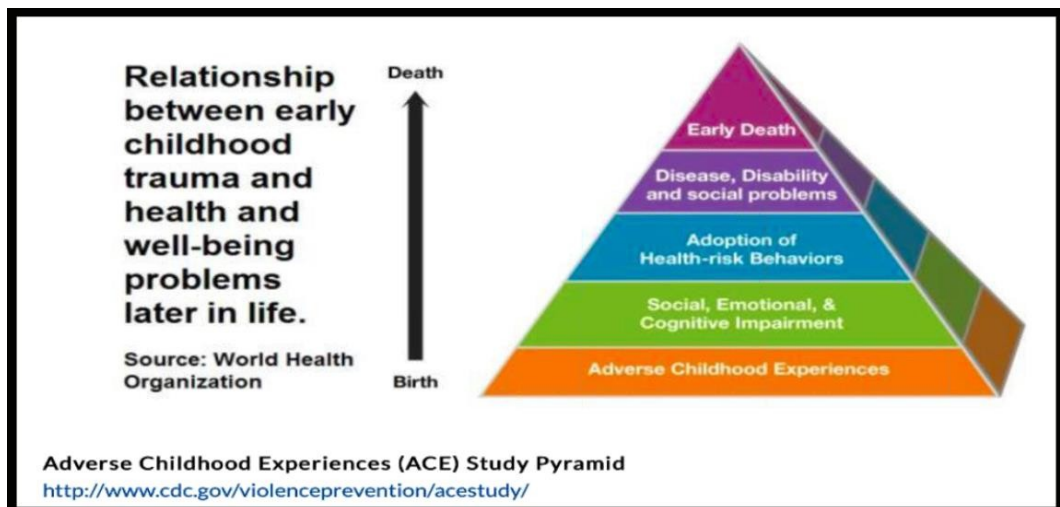 Relationship
between early
childhood
trauma and
health and
well-being
problems
later in life.
Source: World Health
Organization
Death
Birth
Early Death
Disease, Disability
and social problems
Adoption of
Health-risk Behaviors
Social, Emotional, &
Cognitive Impairment
Adverse Childhood Experiences
Adverse Childhood Experiences (ACE) Study Pyramid
http://www.cdc.gov/violenceprevention/acestudy/